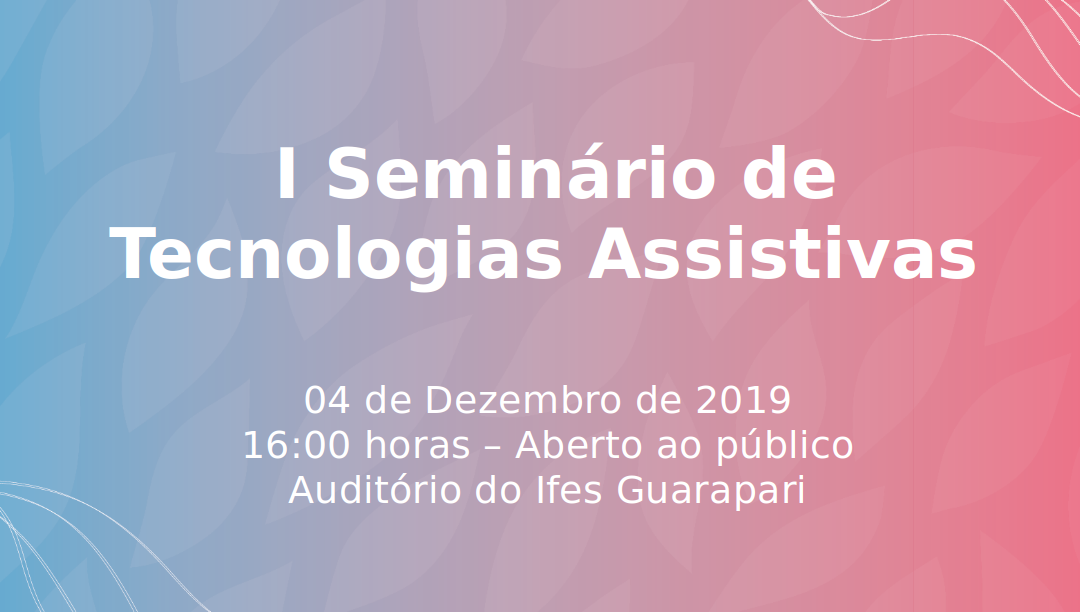 I Seminário de
Tecnologias Assistivas
04 de Dezembro de 2019
16:00 horas – Aberto ao público
Auditório do Ifes Guarapari